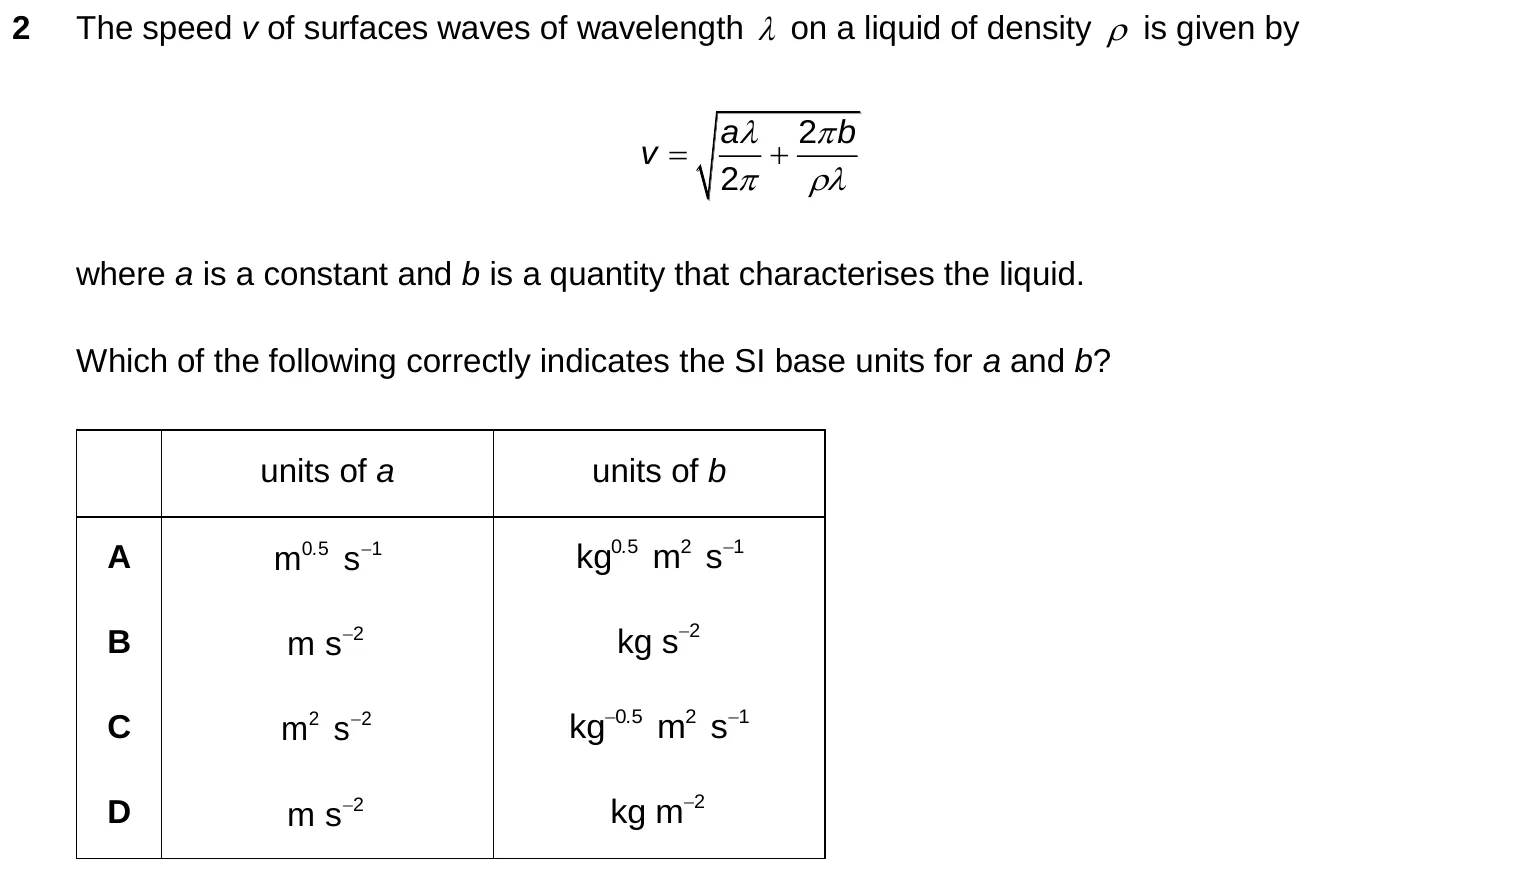 2 The speed v of surfaces waves of wavelength λ on a liquid of density ρ is given by
v = √(aλ/2π + 2πb/ρλ)
where a is a constant and b is a quantity that characterises the liquid.
Which of the following correctly indicates the SI base units for a and b?
units of a units of b
A m^0.5 s^−1 kg^0.5 m^2 s^−1
B m s^−2 kg s^−2
C m^2 s^−2 kg^−0.5 m^2 s^−1
D m s^−2 kg m^−2